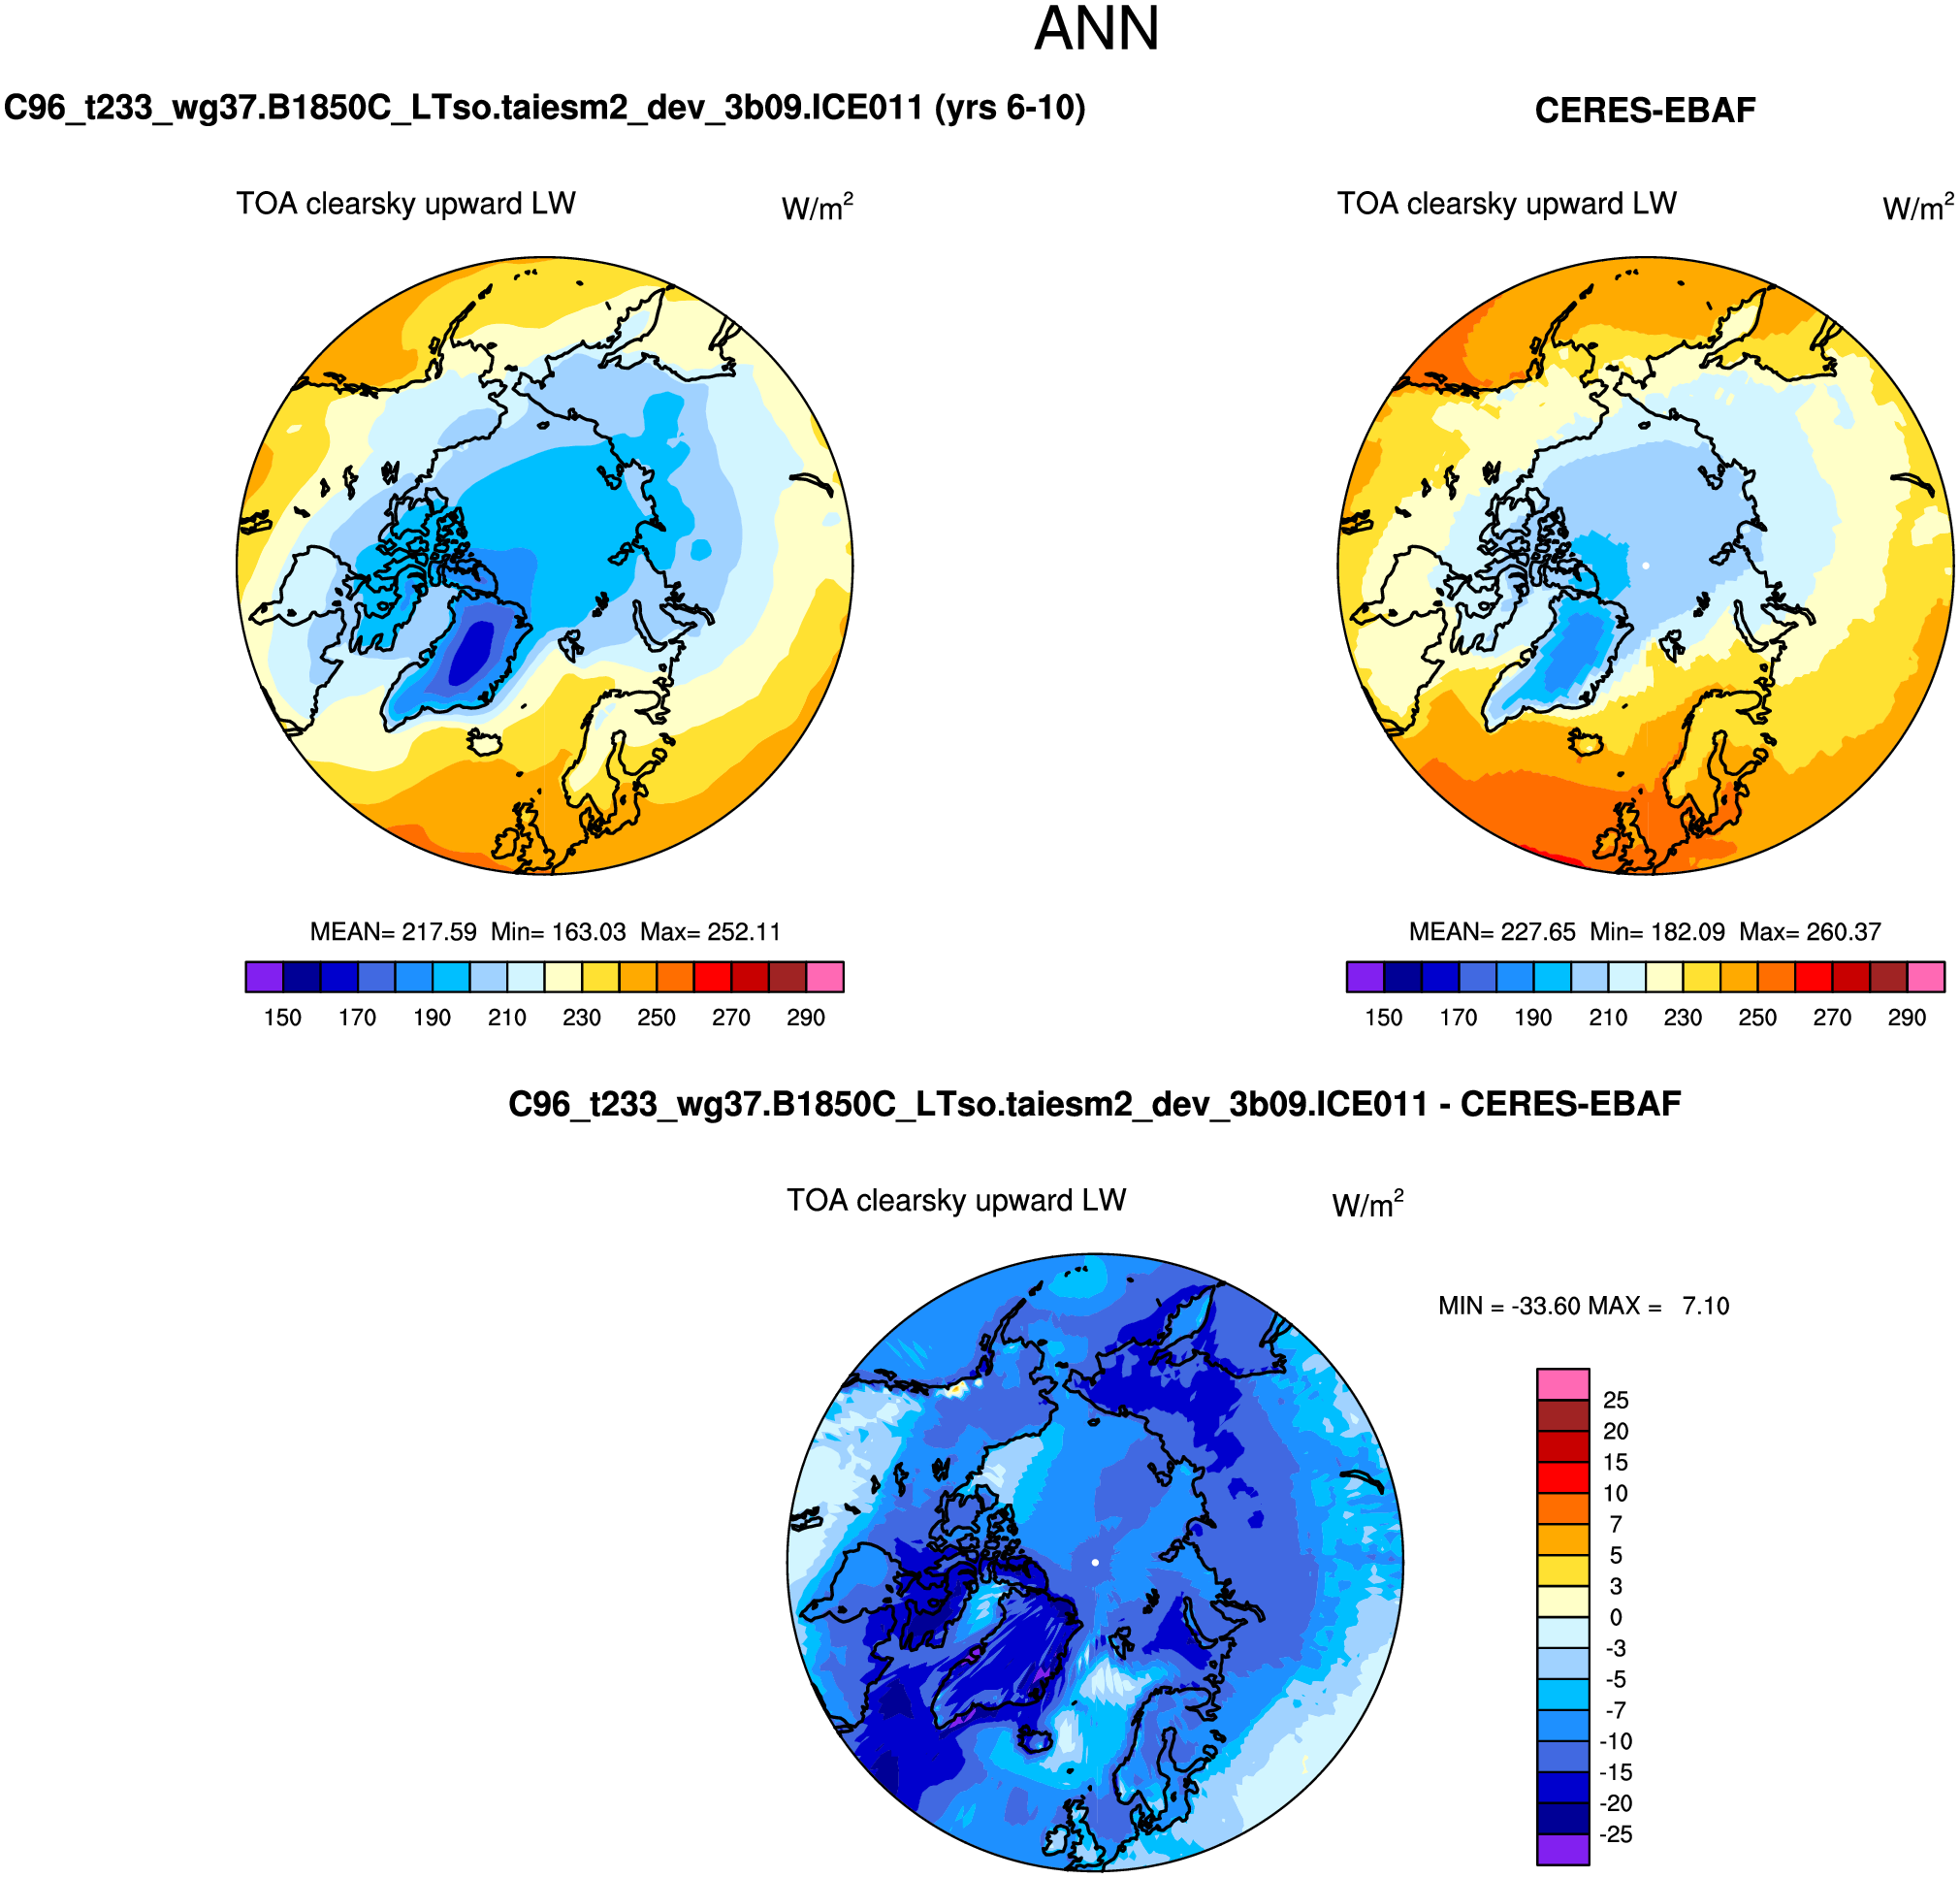 ANN
C96_t233_wg37.B1850C_LTso.taiesm2_dev_3b09.ICE011 (yrs 6-10)
CERES-EBAF
TOA clearsky upward LW W/m²
TOA clearsky upward LW W/m²
MEAN= 217.59 Min= 163.03 Max= 252.11
MEAN= 227.65 Min= 182.09 Max= 260.37
150 170 190 210 230 250 270 290
150 170 190 210 230 250 270 290
C96_t233_wg37.B1850C_LTso.taiesm2_dev_3b09.ICE011 - CERES-EBAF
TOA clearsky upward LW W/m²
MIN = -33.60 MAX = 7.10
25
20
15
10
7
5
3
0
-3
-5
-7
-10
-15
-20
-25